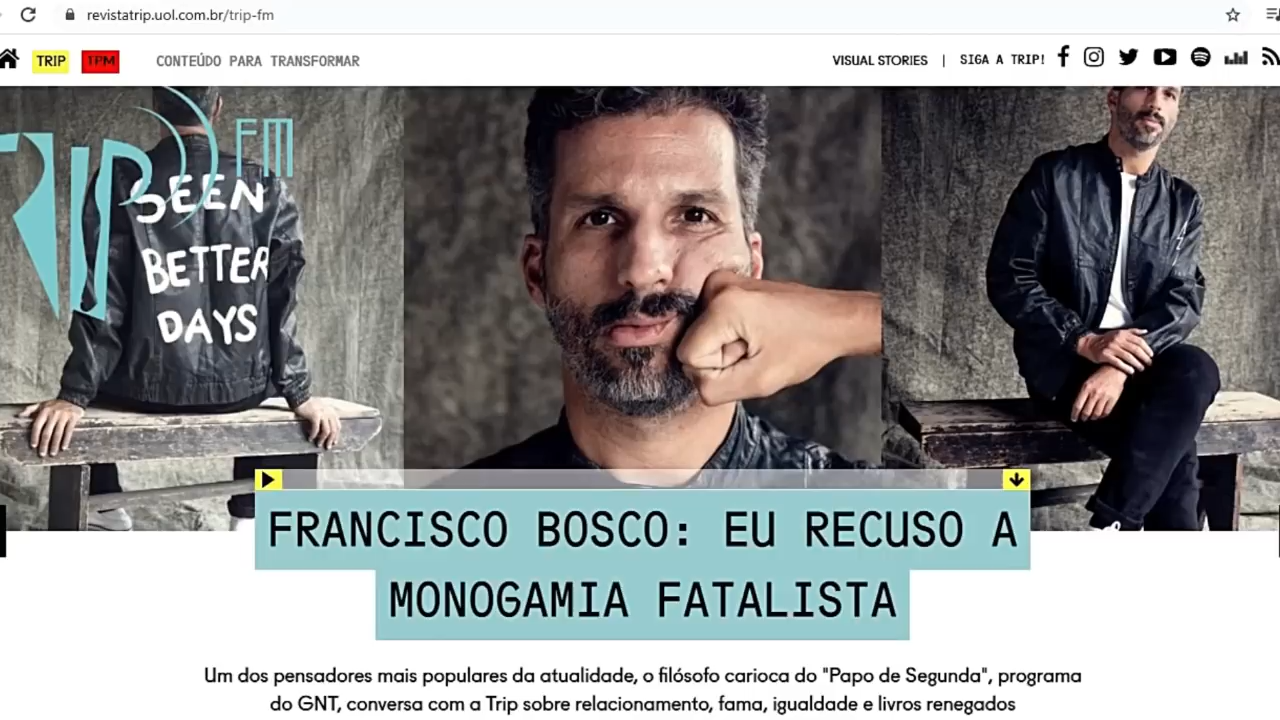 revistatrip.uol.com.br/trip-fm
TRIP
TPM
CONTEÚDO PARA TRANSFORMAR
VISUAL STORIES | SIGA A TRIP!
TRIP FM
SEEN
BETTER
DAYS
FRANCISCO BOSCO: EU RECUSO A
MONOGAMIA FATALISTA
Um dos pensadores mais populares da atualidade, o filósofo carioca do "Papo de Segunda", programa
do GNT, conversa com a Trip sobre relacionamento, fama, igualdade e livros renegados